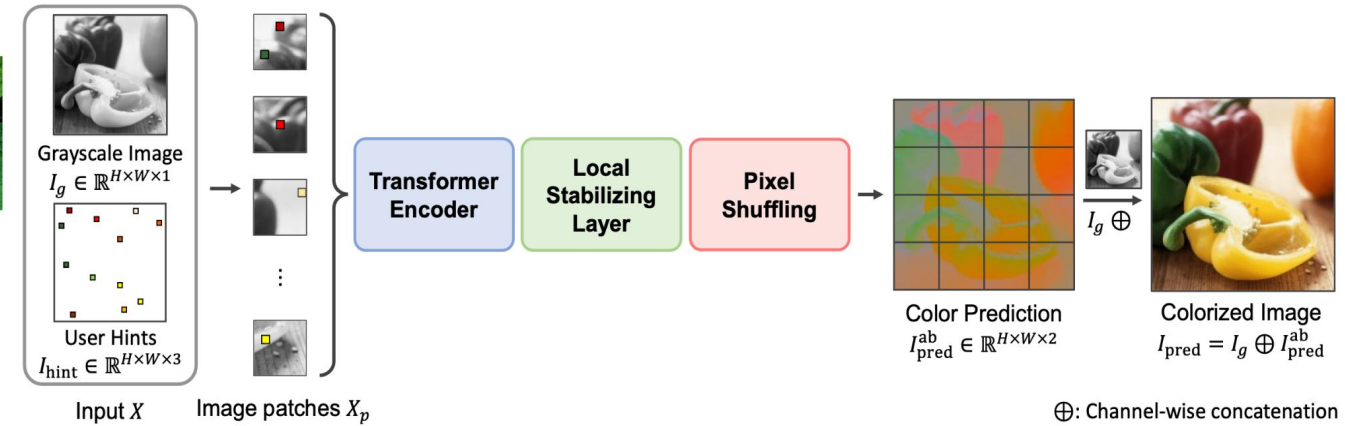 Grayscale Image
I_g ∈ ℝ^{H×W×1}
User Hints
I_hint ∈ ℝ^{H×W×3}
Input X
Image patches X_p
⋮
Transformer
Encoder
Local
Stabilizing
Layer
Pixel
Shuffling
Color Prediction
I_pred^ab ∈ ℝ^{H×W×2}
I_g ⊕
Colorized Image
I_pred = I_g ⊕ I_pred^ab
⊕: Channel-wise concatenation